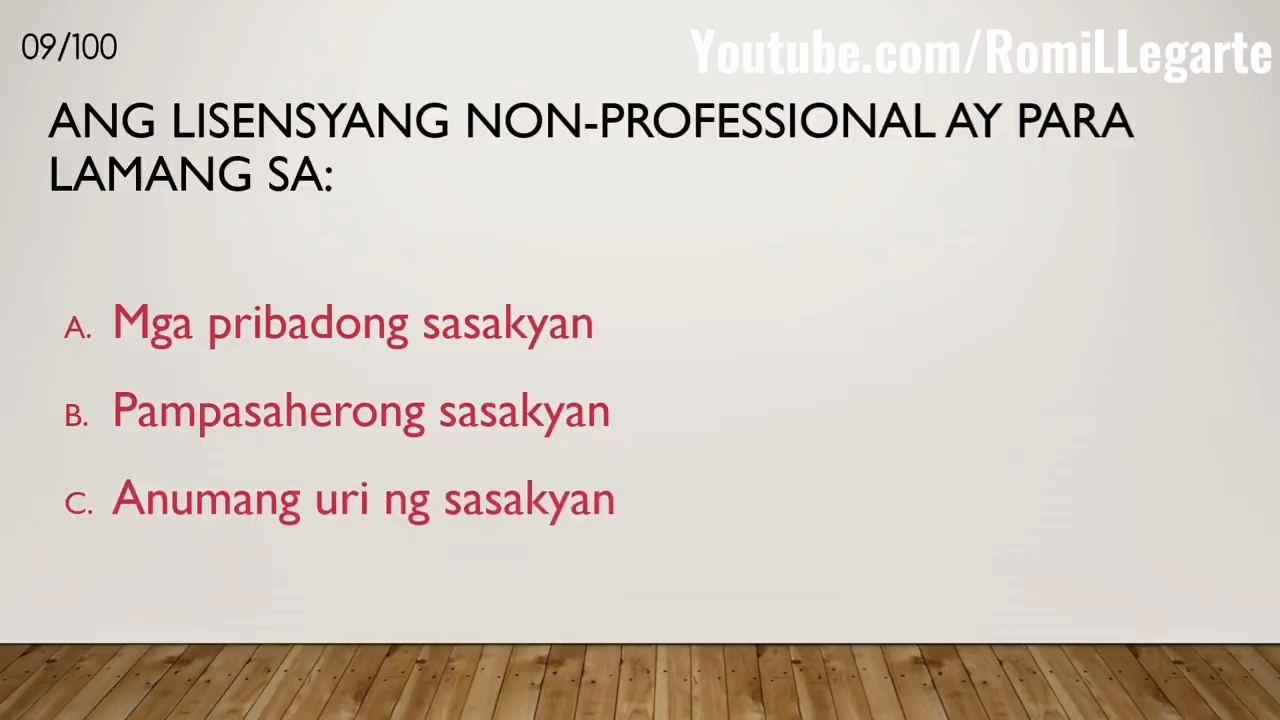 09/100
Youtube.com/RomiLLegarte
ANG LISENSYANG NON-PROFESSIONAL AY PARA
LAMANG SA:
A. Mga pribadong sasakyan
B. Pampasaherong sasakyan
C. Anumang uri ng sasakyan